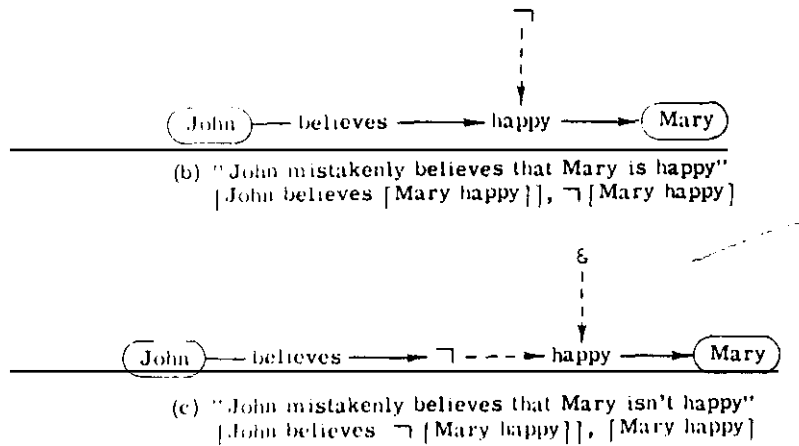 ¬
John believes happy Mary
(b) "John mistakenly believes that Mary is happy"
[John believes [Mary happy]], ¬[Mary happy]
&
John believes ¬ happy Mary
(c) "John mistakenly believes that Mary isn't happy"
[John believes ¬[Mary happy]], [Mary happy]